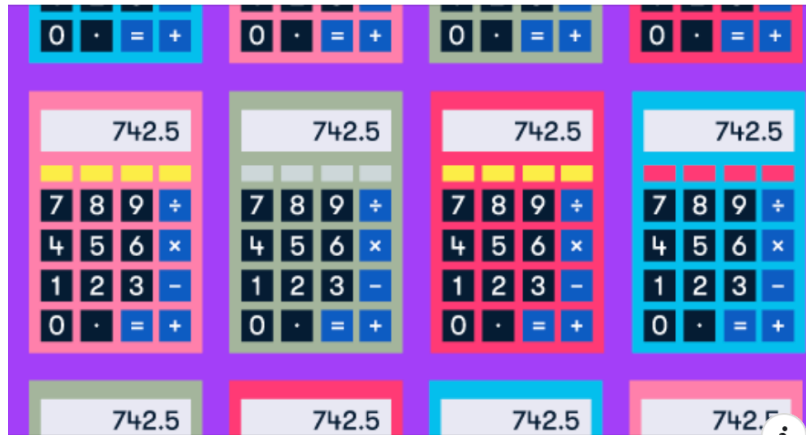 0 · = + 0 · = + 0 · = + 0 · = +
742.5 742.5 742.5 742.5
7 8 9 ÷ 7 8 9 ÷ 7 8 9 ÷ 7 8 9 ÷
4 5 6 × 4 5 6 × 4 5 6 × 4 5 6 ×
1 2 3 − 1 2 3 − 1 2 3 − 1 2 3 −
0 · = + 0 · = + 0 · = + 0 · = +
742.5 742.5 742.5 742.5